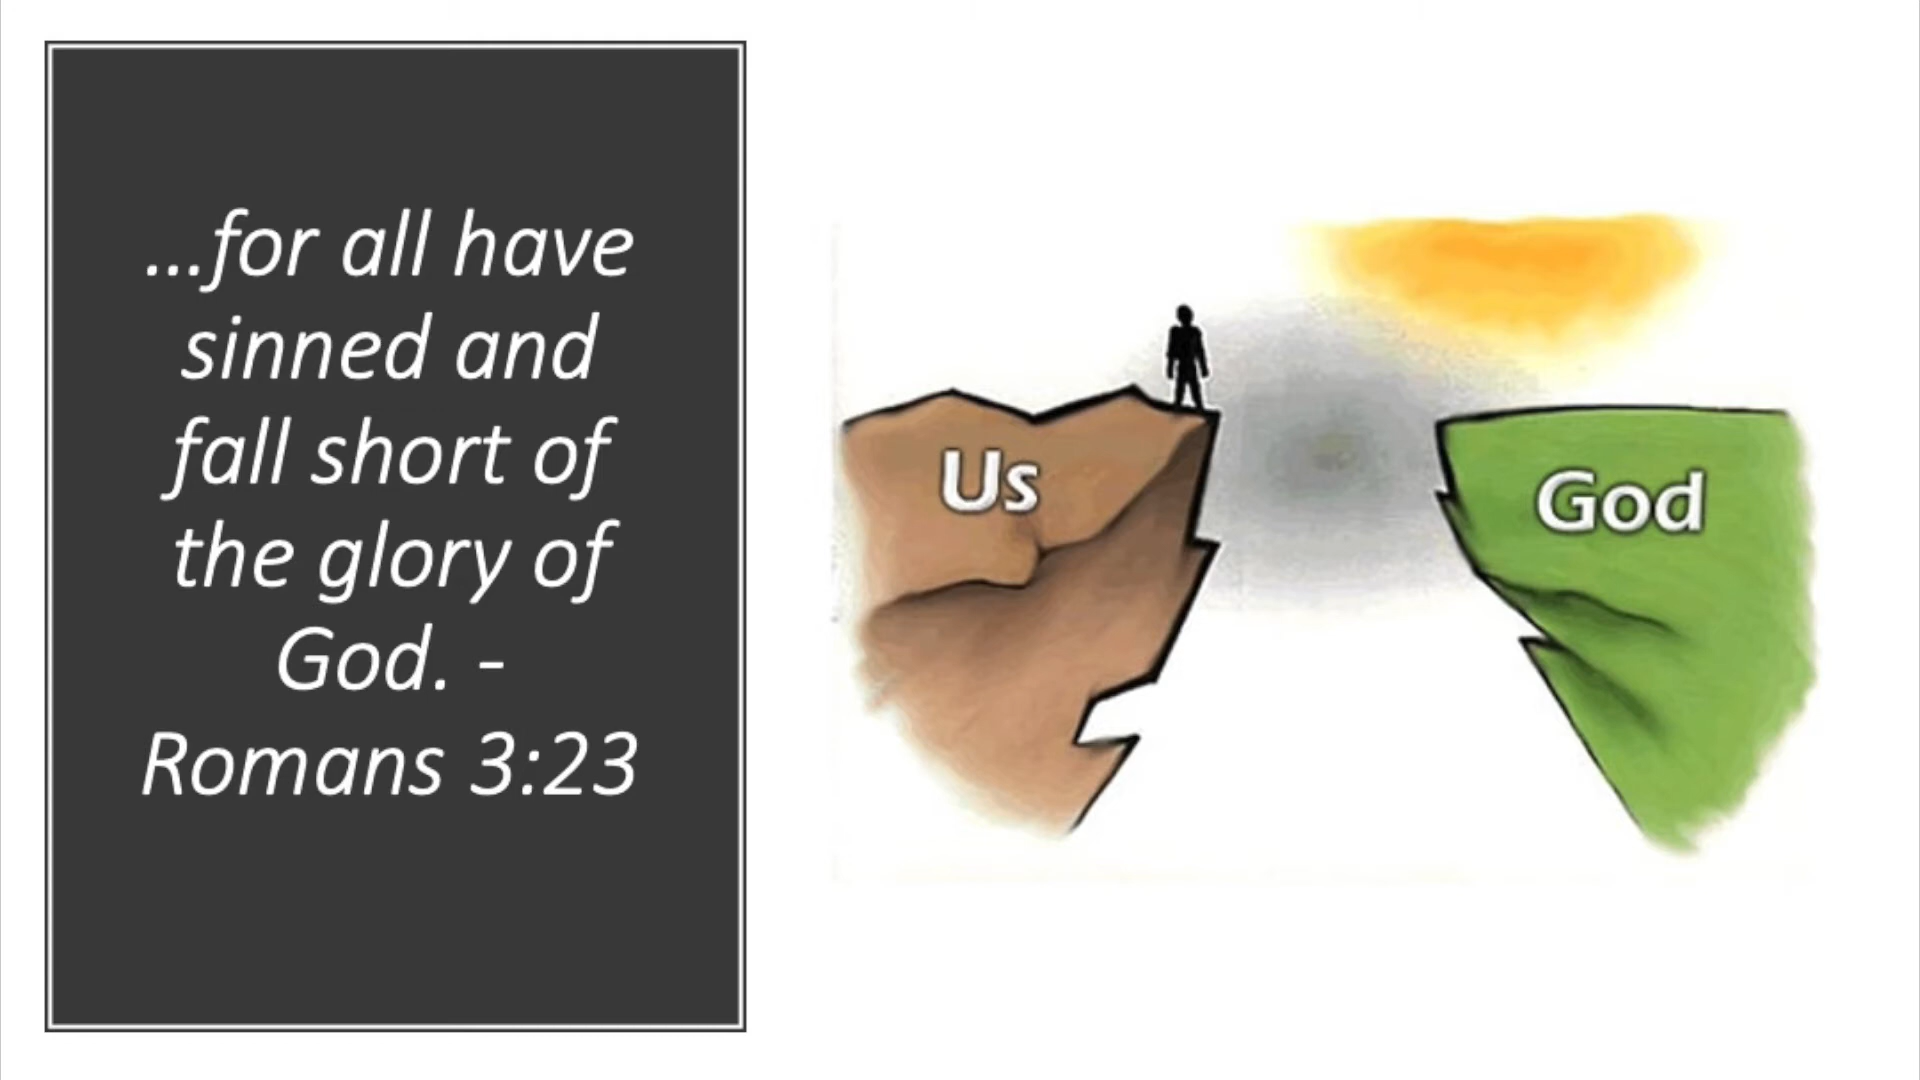 ...for all have
sinned and
fall short of
the glory of
God. -
Romans 3:23
Us
God